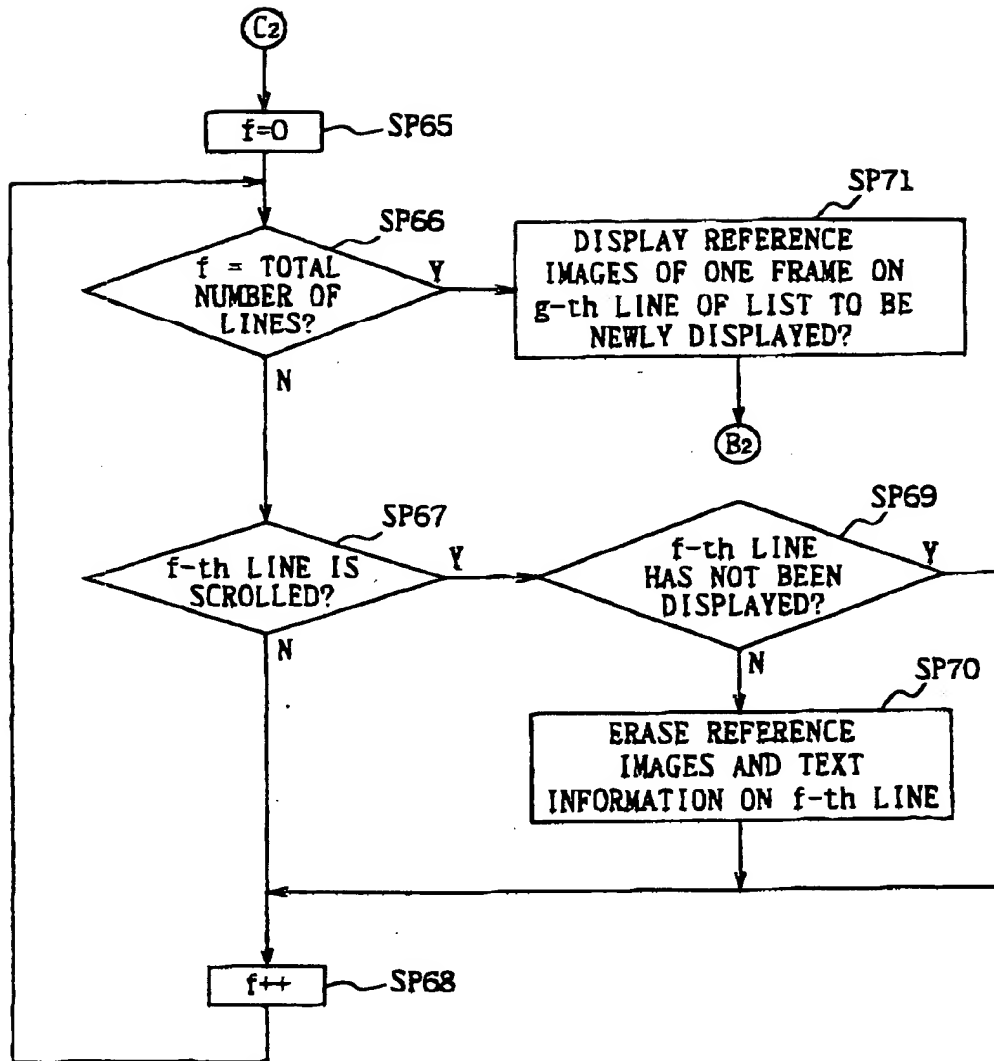 C2
f=0
SP65
SP66
f = TOTAL
NUMBER OF
LINES?
Y
N
SP71
DISPLAY REFERENCE
IMAGES OF ONE FRAME ON
g-th LINE OF LIST TO BE
NEWLY DISPLAYED?
B2
SP67
f-th LINE IS
SCROLLED?
Y
N
SP69
f-th LINE
HAS NOT BEEN
DISPLAYED?
Y
N
SP70
ERASE REFERENCE
IMAGES AND TEXT
INFORMATION ON f-th LINE
f++
SP68